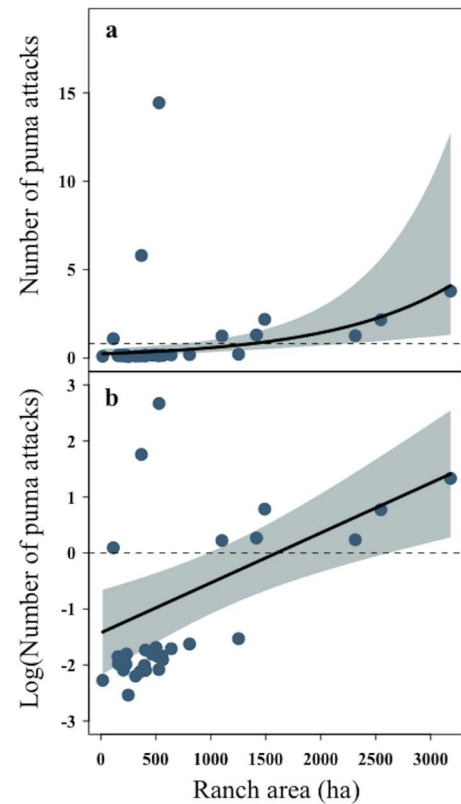 a
Number of puma attacks
15
10
5
0
b
Log(Number of puma attacks)
3
2
1
0
-1
-2
-3
0 500 1000 1500 2000 2500 3000
Ranch area (ha)